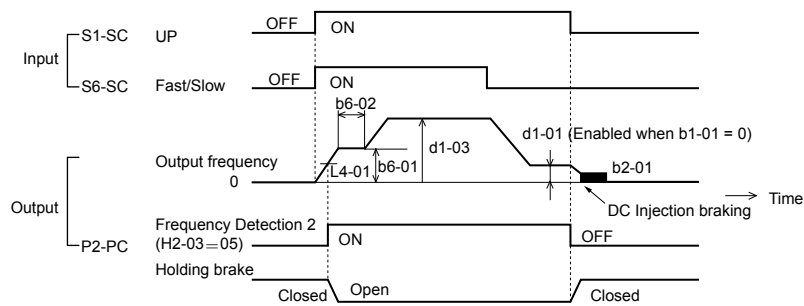 OFF ON
S1-SC UP
Input
S6-SC Fast/Slow OFF ON
b6-02
d1-01 (Enabled when b1-01 = 0)
d1-03
Output frequency L4-01 b6-01 b2-01
0
Time
Output
DC Injection braking
Frequency Detection 2
(H2-03=05) ON OFF
P2-PC
Holding brake
Closed Open Closed